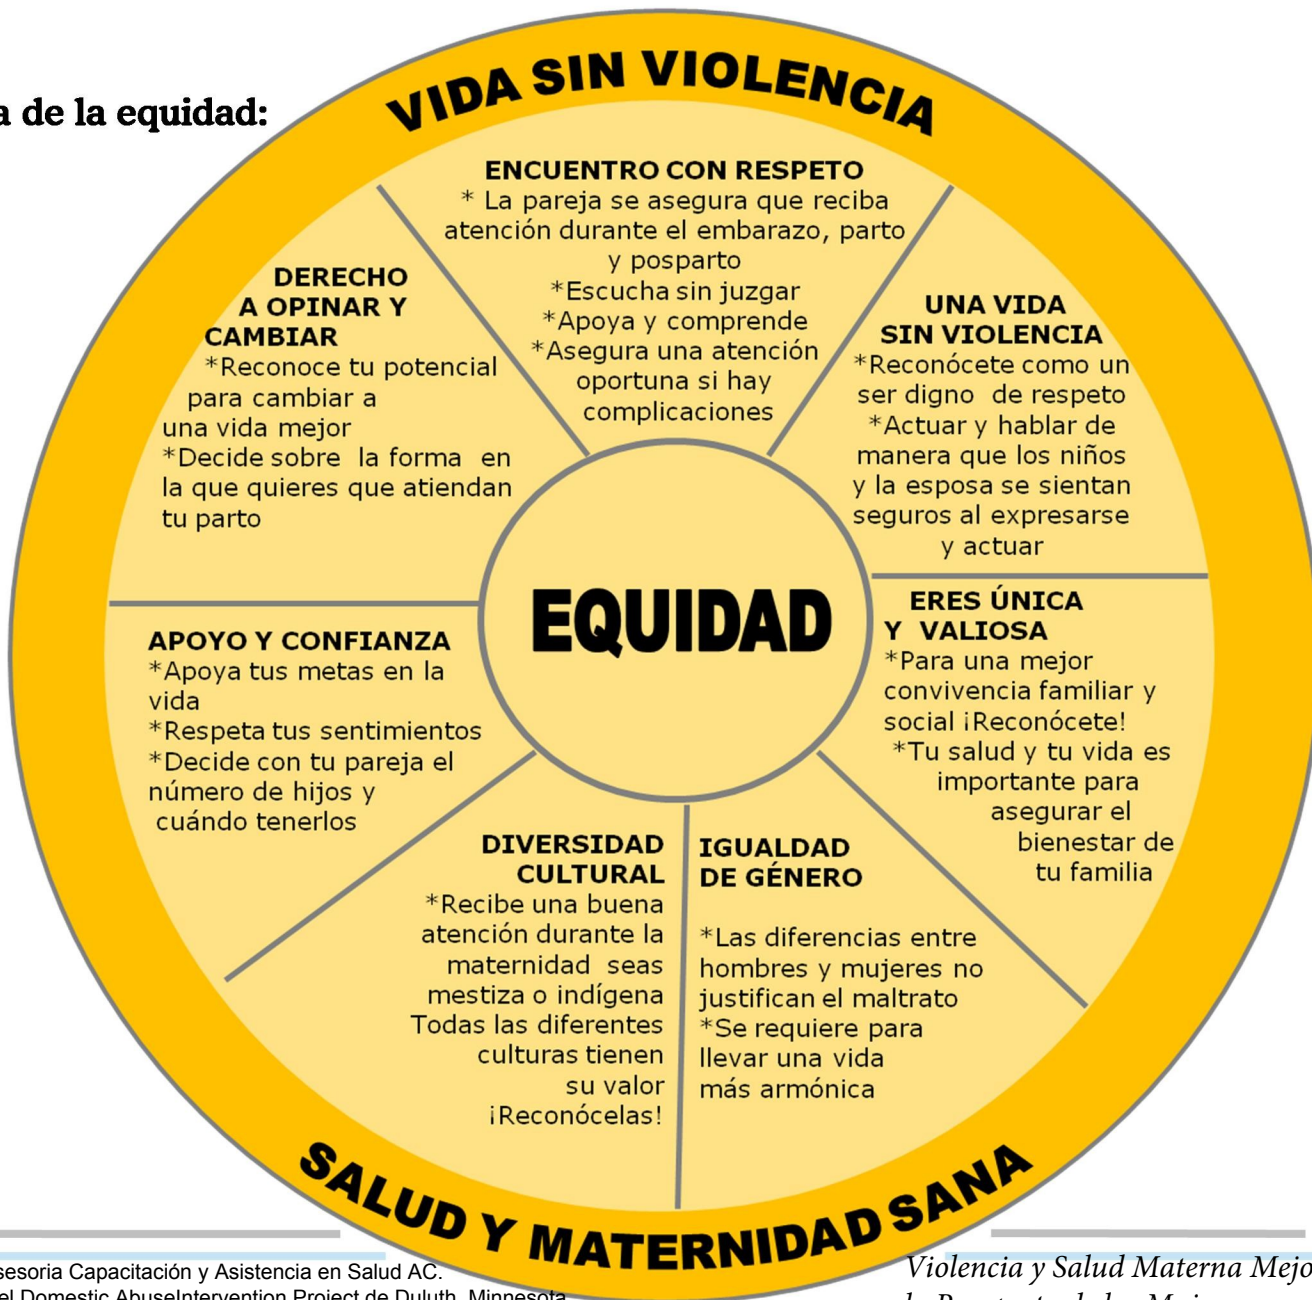 a de la equidad:
VIDA SIN VIOLENCIA
ENCUENTRO CON RESPETO
* La pareja se asegura que reciba
atención durante el embarazo, parto
y posparto
*Escucha sin juzgar
*Apoya y comprende
*Asegura una atención
oportuna si hay
complicaciones
UNA VIDA
SIN VIOLENCIA
*Reconócete como un
ser digno de respeto
*Actuar y hablar de
manera que los niños
y la esposa se sientan
seguros al expresarse
y actuar
ERES ÚNICA
Y VALIOSA
*Para una mejor
convivencia familiar y
social ¡Reconócete!
*Tu salud y tu vida es
importante para
asegurar el
bienestar de
tu familia
IGUALDAD
DE GÉNERO
*Las diferencias entre
hombres y mujeres no
justifican el maltrato
*Se requiere para
llevar una vida
más armónica
DIVERSIDAD
CULTURAL
*Recibe una buena
atención durante la
maternidad seas
mestiza o indígena
Todas las diferentes
culturas tienen
su valor
¡Reconócelas!
APOYO Y CONFIANZA
*Apoya tus metas en la
vida
*Respeta tus sentimientos
*Decide con tu pareja el
número de hijos y
cuándo tenerlos
DERECHO
A OPINAR Y
CAMBIAR
*Reconoce tu potencial
para cambiar a
una vida mejor
*Decide sobre la forma en
la que quieres que atiendan
tu parto
EQUIDAD
SALUD Y MATERNIDAD SANA
sesoria Capacitación y Asistencia en Salud AC.
el Domestic AbuseIntervention Project de Duluth, Minnesota
Violencia y Salud Materna Mejo